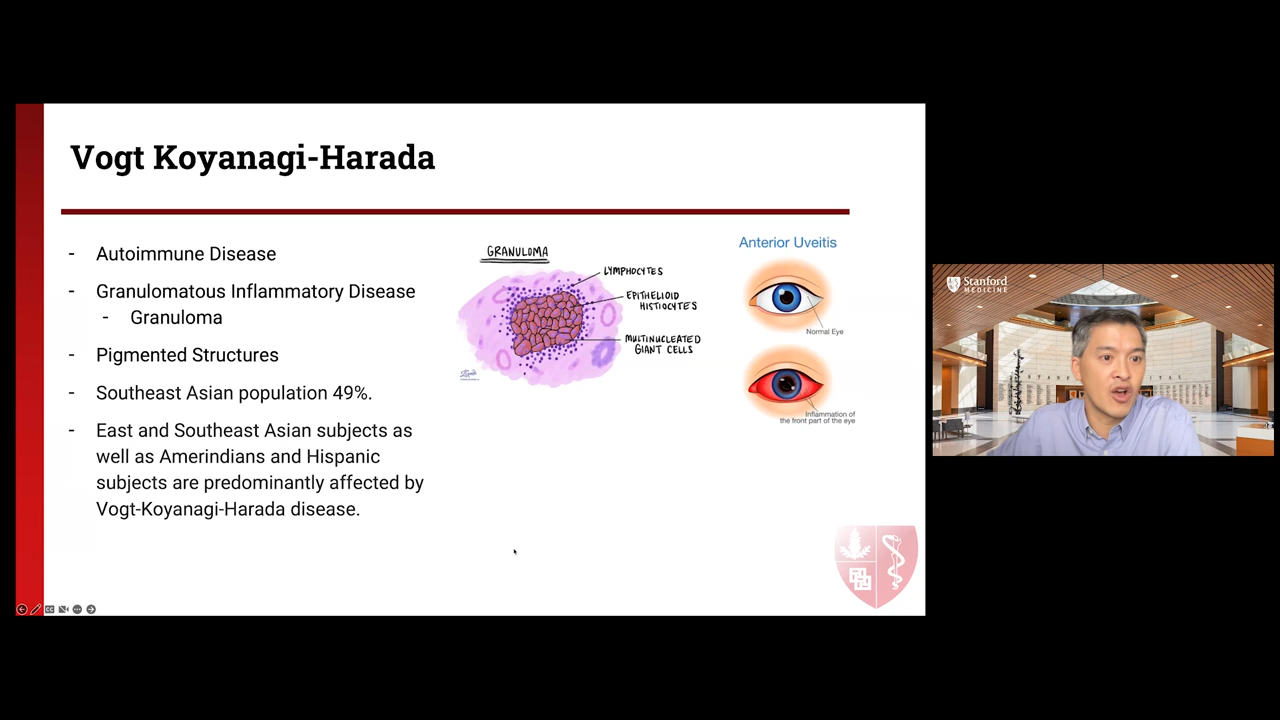 Vogt Koyanagi-Harada
- Autoimmune Disease
- Granulomatous Inflammatory Disease
- Granuloma
- Pigmented Structures
- Southeast Asian population 49%.
- East and Southeast Asian subjects as
well as Amerindians and Hispanic
subjects are predominantly affected by
Vogt-Koyanagi-Harada disease.
GRANULOMA
LYMPHOCYTES
EPITHELIOID
HISTIOCYTES
MULTINUCLEATED
GIANT CELLS
Anterior Uveitis
Normal Eye
Inflammation of
the front part of the eye
Stanford
MEDICINE